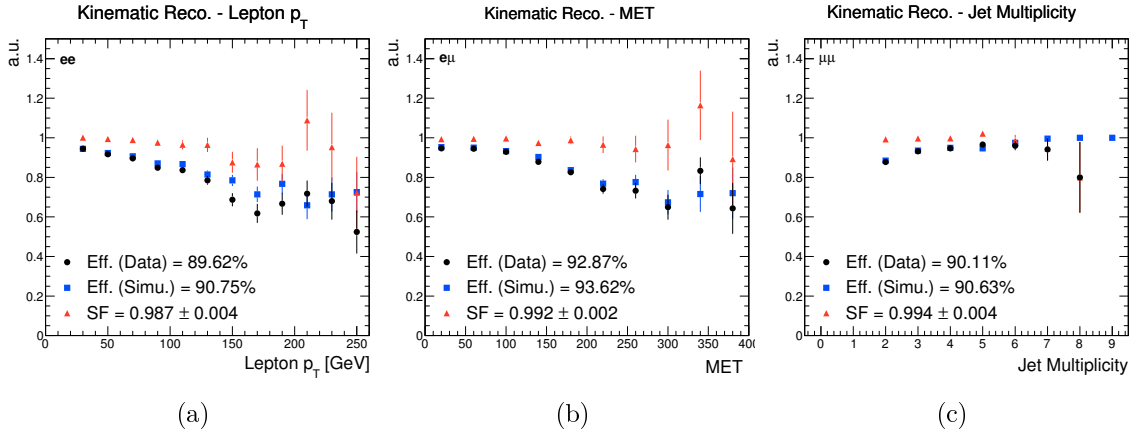 Kinematic Reco. - Lepton p_T
a.u.
1.4
1.2
1
0.8
0.6
0.4
0.2
0
ee
Eff. (Data) = 89.62%
Eff. (Simu.) = 90.75%
SF = 0.987 ± 0.004
0 50 100 150 200 250
Lepton p_T [GeV]
(a)
Kinematic Reco. - MET
a.u.
1.4
1.2
1
0.8
0.6
0.4
0.2
0
eμ
Eff. (Data) = 92.87%
Eff. (Simu.) = 93.62%
SF = 0.992 ± 0.002
0 50 100 150 200 250 300 350 400
MET
(b)
Kinematic Reco. - Jet Multiplicity
a.u.
1.4
1.2
1
0.8
0.6
0.4
0.2
0
μμ
Eff. (Data) = 90.11%
Eff. (Simu.) = 90.63%
SF = 0.994 ± 0.004
0 1 2 3 4 5 6 7 8 9
Jet Multiplicity
(c)